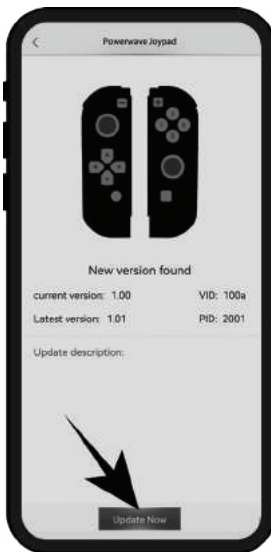 Powerwave Joypad
New version found
current version: 1.00 VID: 100a
Latest version: 1.01 PID: 2001
Update description:
Update Now